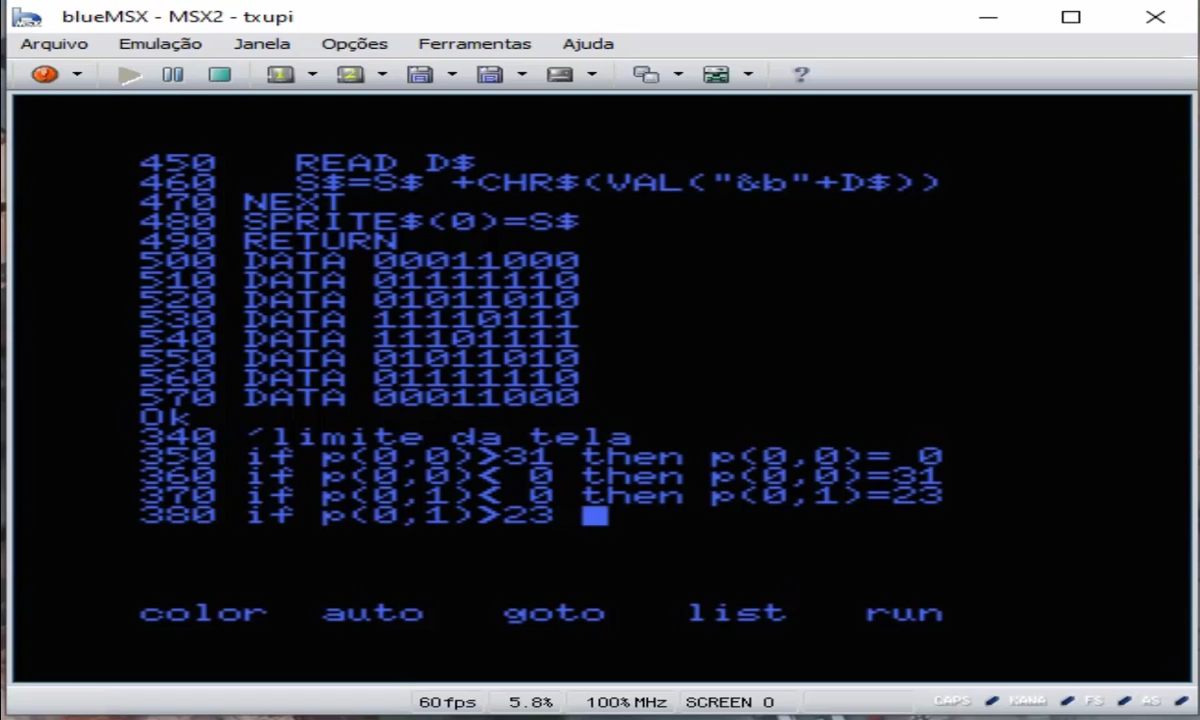 blueMSX - MSX2 - txupi
Arquivo Emulação Janela Opções Ferramentas Ajuda
450 READ D$
460 S$=S$ +CHR$(VAL("&b"+D$))
470 NEXT
480 SPRITE$(0)=S$
490 RETURN
500 DATA 00011000
510 DATA 01111110
520 DATA 01011010
530 DATA 11110111
540 DATA 11101111
550 DATA 01011010
560 DATA 01111110
570 DATA 00011000
Ok
340 'limite da tela
350 if p(0,0)>31 then p(0,0)= 0
360 if p(0,0)< 0 then p(0,0)=31
370 if p(0,1)< 0 then p(0,1)=23
380 if p(0,1)>23
color auto goto list run
60fps 5.8% 100%MHz SCREEN 0 CAPS KANA FS AS